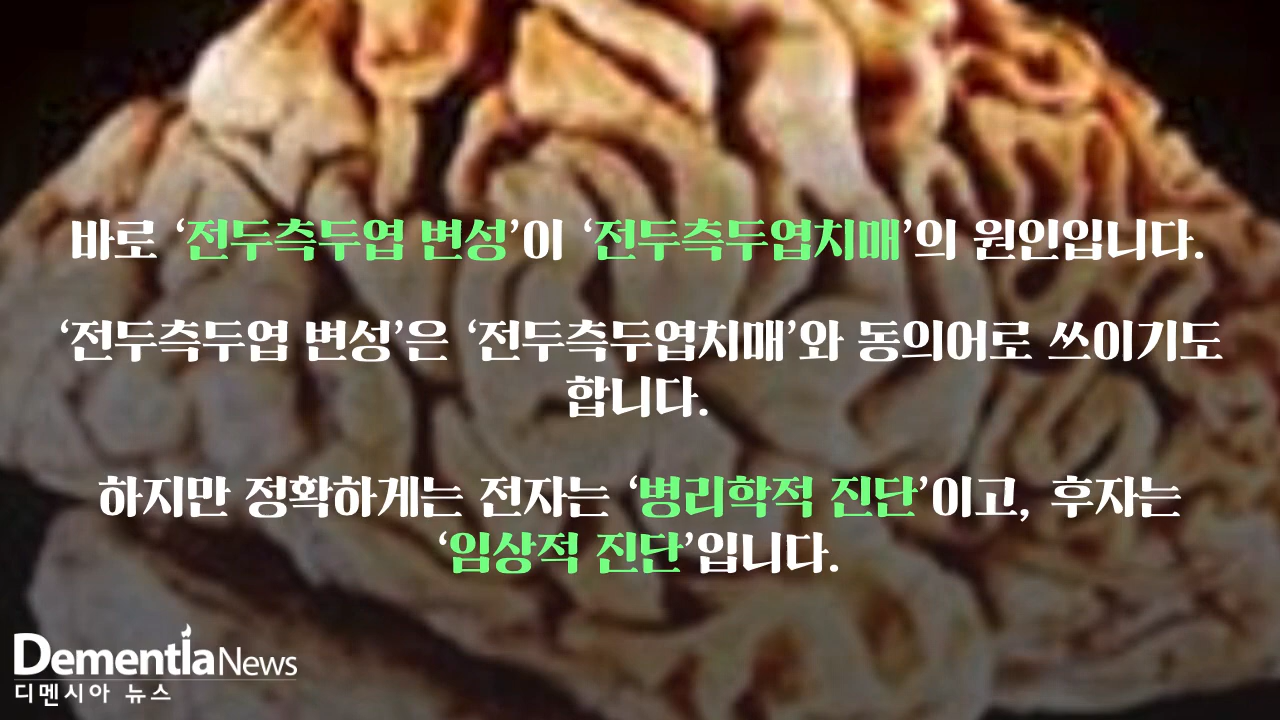 바로 ‘전두측두엽 변성’이 ‘전두측두엽치매’의 원인입니다.
‘전두측두엽 변성’은 ‘전두측두엽치매’와 동의어로 쓰이기도
합니다.
하지만 정확하게는 전자는 ‘병리학적 진단’이고, 후자는
‘임상적 진단’입니다.
Dementia News
디멘시아 뉴스